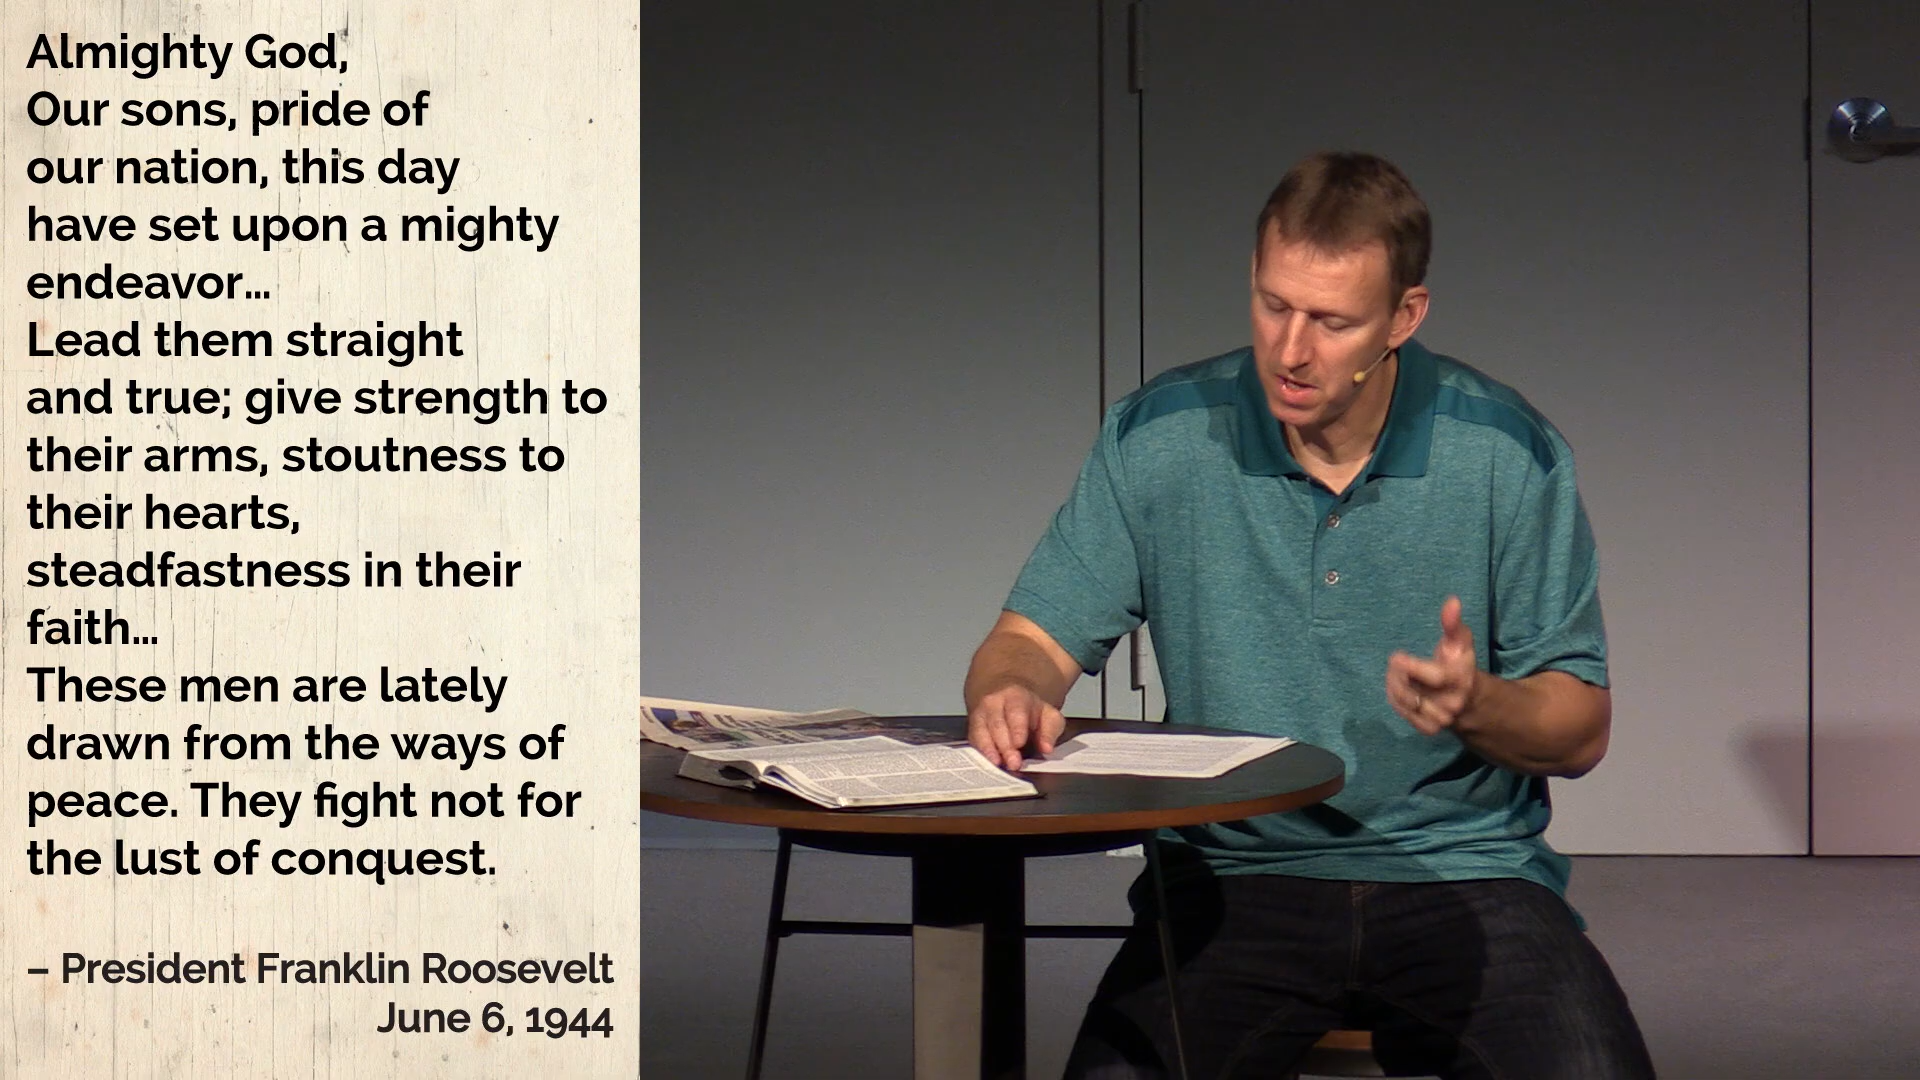 Almighty God,
Our sons, pride of
our nation, this day
have set upon a mighty
endeavor…
Lead them straight
and true; give strength to
their arms, stoutness to
their hearts,
steadfastness in their
faith…
These men are lately
drawn from the ways of
peace. They fight not for
the lust of conquest.
– President Franklin Roosevelt
June 6, 1944